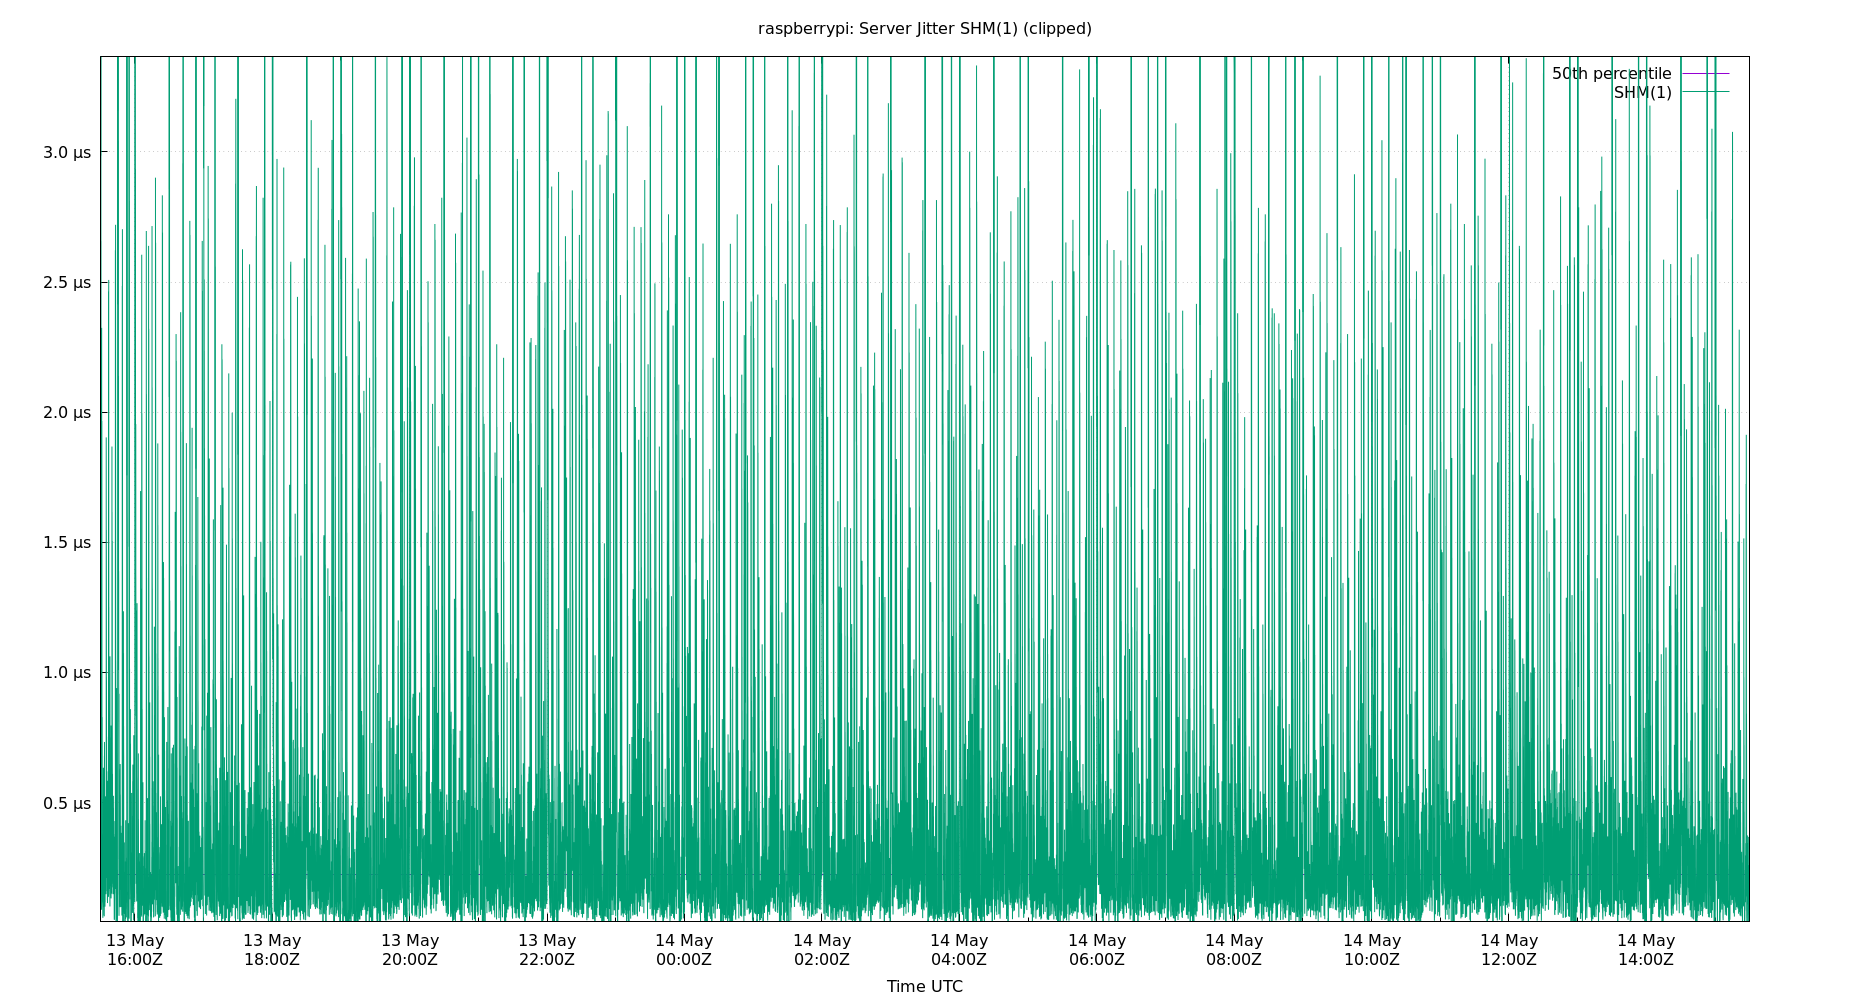 raspberrypi: Server Jitter SHM(1) (clipped)
50th percentile
SHM(1)
3.0 µs
2.5 µs
2.0 µs
1.5 µs
1.0 µs
0.5 µs
13 May 13 May 13 May 13 May 14 May 14 May 14 May 14 May 14 May 14 May 14 May 14 May
16:00Z 18:00Z 20:00Z 22:00Z 00:00Z 02:00Z 04:00Z 06:00Z 08:00Z 10:00Z 12:00Z 14:00Z
Time UTC